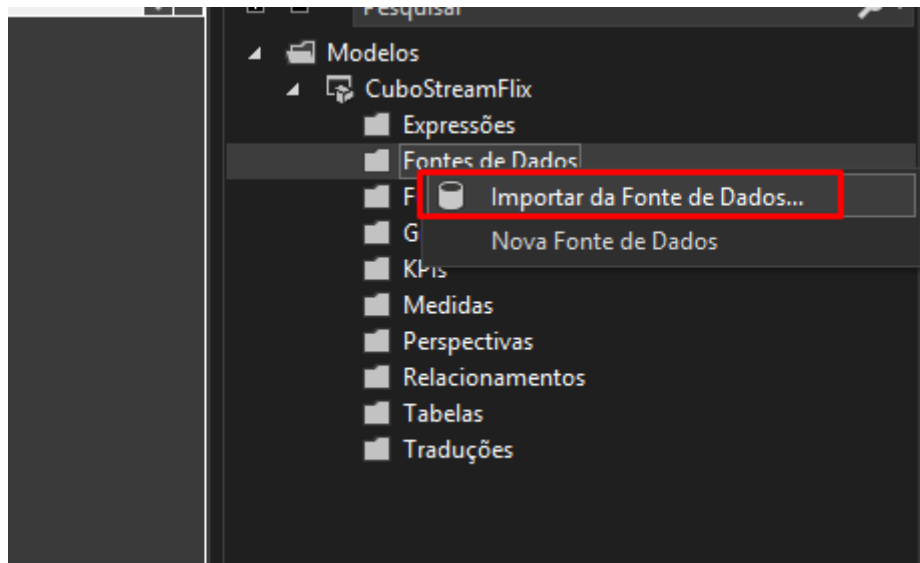 Pesquisar
Modelos
CuboStreamFlix
Expressões
Fontes de Dados
F
Importar da Fonte de Dados...
G
Nova Fonte de Dados
KPIs
Medidas
Perspectivas
Relacionamentos
Tabelas
Traduções